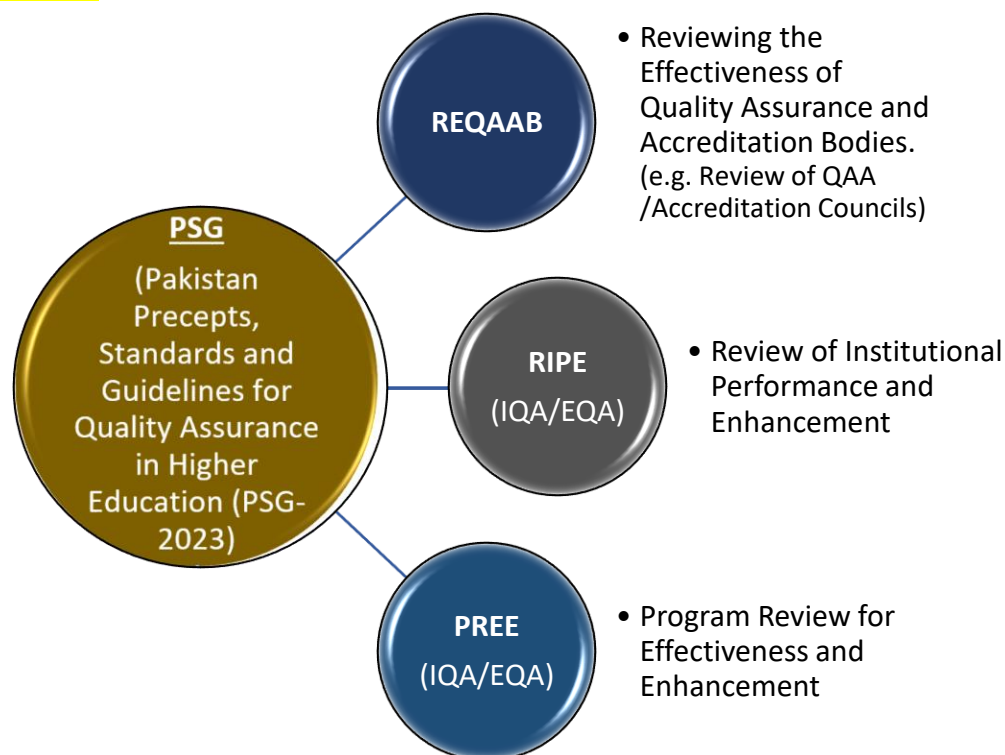 PSG
(Pakistan
Precepts,
Standards and
Guidelines for
Quality Assurance
in Higher
Education (PSG-
2023)
REQAAB
• Reviewing the
Effectiveness of
Quality Assurance and
Accreditation Bodies.
(e.g. Review of QAA
/Accreditation Councils)
RIPE
(IQA/EQA)
• Review of Institutional
Performance and
Enhancement
PREE
(IQA/EQA)
• Program Review for
Effectiveness and
Enhancement